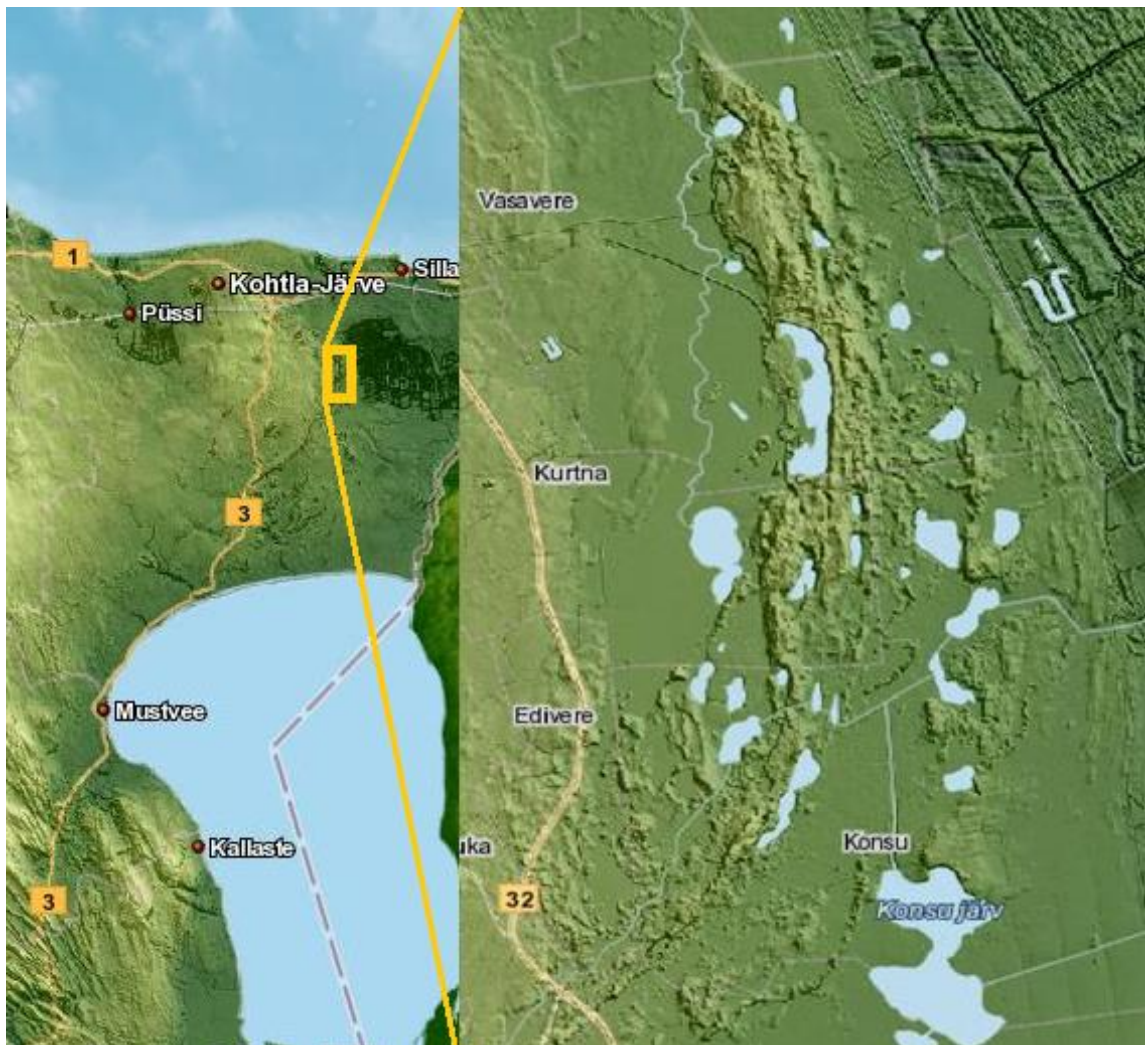 1
Kohtla-Järve
Silla
Püssi
3
Mustvee
Kallaste
3
Vasavere
Kurtna
Edivere
uka
Konsu
32
Konsu järv